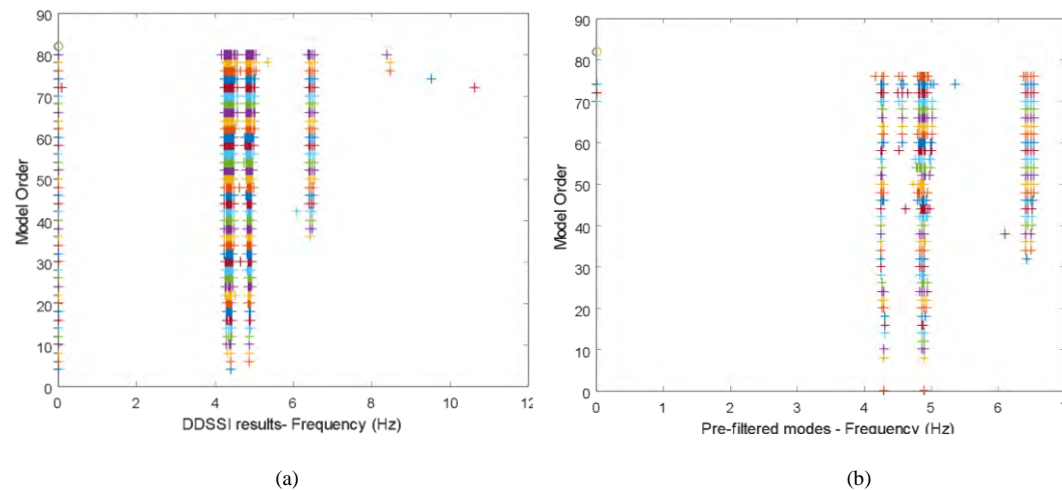 90
80
70
60
50
40
30
20
10
0
Model Order
0 2 4 6 8 10 12
DDSSI results- Frequency (Hz)
(a)
90
80
70
60
50
40
30
20
10
0
Model Order
0 1 2 3 4 5 6
Pre-filtered modes - Frequency (Hz)
(b)